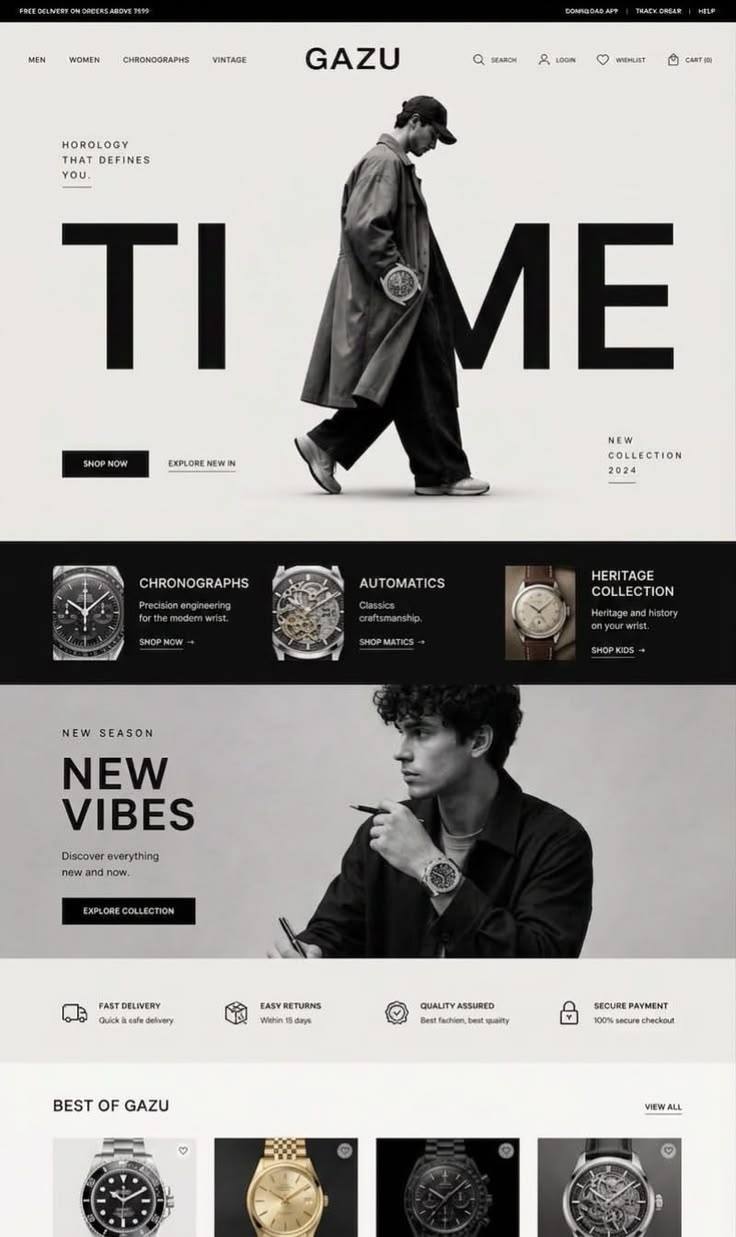 FREE DELIVERY ON ORDERS ABOVE
DOWNLOAD APP | TRACK ORDER | HELP
MEN WOMEN CHRONOGRAPHS VINTAGE
GAZU
SEARCH LOGIN WISHLIST CART (0)
HOROLOGY
THAT DEFINES
YOU.
TIME
SHOP NOW EXPLORE NEW IN
NEW
COLLECTION
2024
CHRONOGRAPHS
Precision engineering
for the modern wrist.
SHOP NOW →
AUTOMATICS
Classics
craftsmanship.
SHOP MATICS →
HERITAGE
COLLECTION
Heritage and history
on your wrist.
SHOP KIDS →
NEW SEASON
NEW
VIBES
Discover everything
new and now.
EXPLORE COLLECTION
FAST DELIVERY
Quick & safe delivery
EASY RETURNS
Within 15 days
QUALITY ASSURED
Best fashion, best quality
SECURE PAYMENT
100% secure checkout
BEST OF GAZU
VIEW ALL